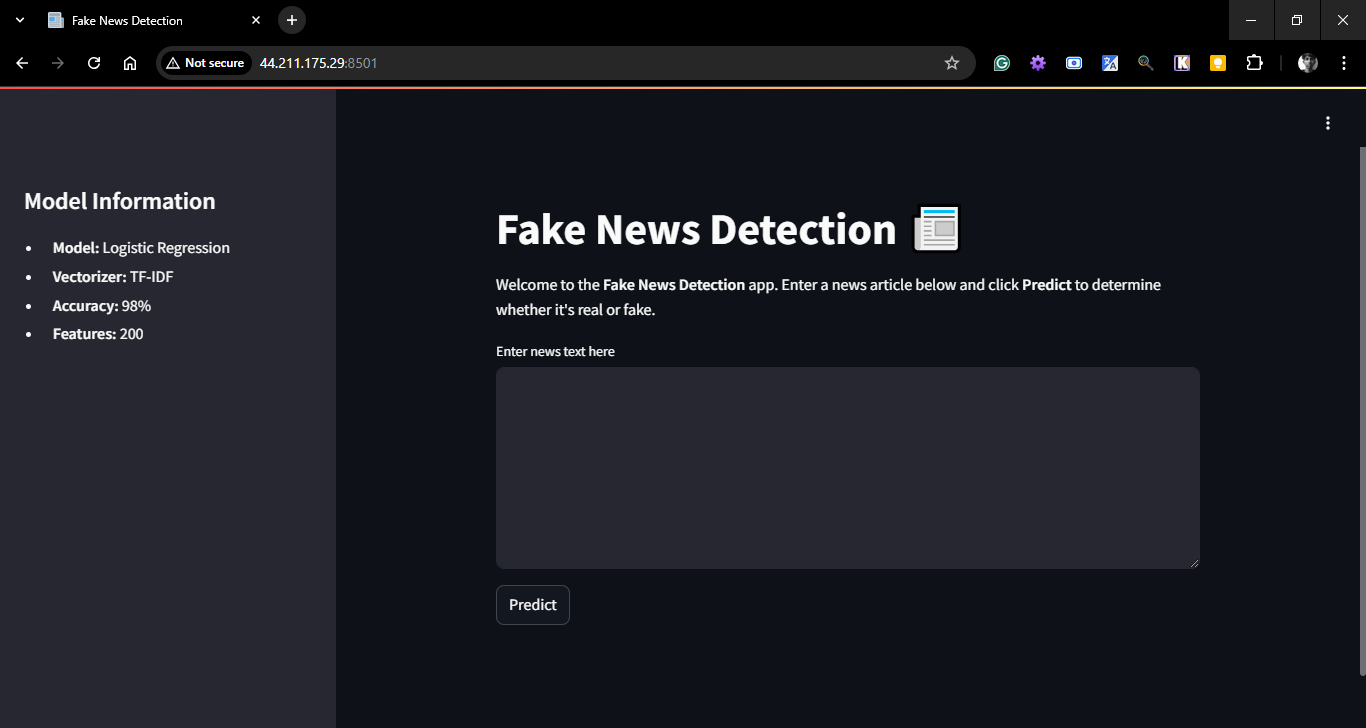 Fake News Detection
Not secure
44.211.175.29:8501
Model Information
• Model: Logistic Regression
• Vectorizer: TF-IDF
• Accuracy: 98%
• Features: 200
Fake News Detection
Welcome to the Fake News Detection app. Enter a news article below and click Predict to determine
whether it's real or fake.
Enter news text here
Predict